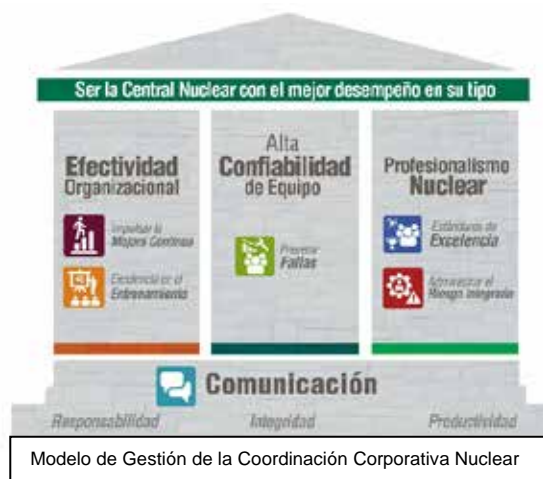 Ser la Central Nuclear con el mejor desempeño en su tipo
Efectividad
Organizacional
Impulsar la
Mejora Continua
Excelencia en el
Entrenamiento
Alta
Confiabilidad
de Equipo
Prevenir
Fallas
Profesionalismo
Nuclear
Estándares de
Excelencia
Administrar el
Riesgo Integrado
Comunicación
Responsabilidad
Integridad
Productividad
Modelo de Gestión de la Coordinación Corporativa Nuclear